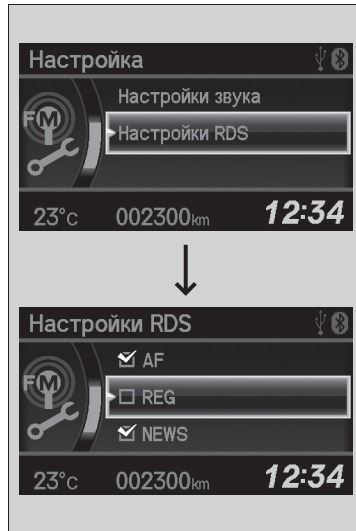 Настройка
Настройки звука
FM
Настройки RDS
23°c 002300km 12:34
Настройки RDS
AF
FM
REG
NEWS
23°c 002300km 12:34